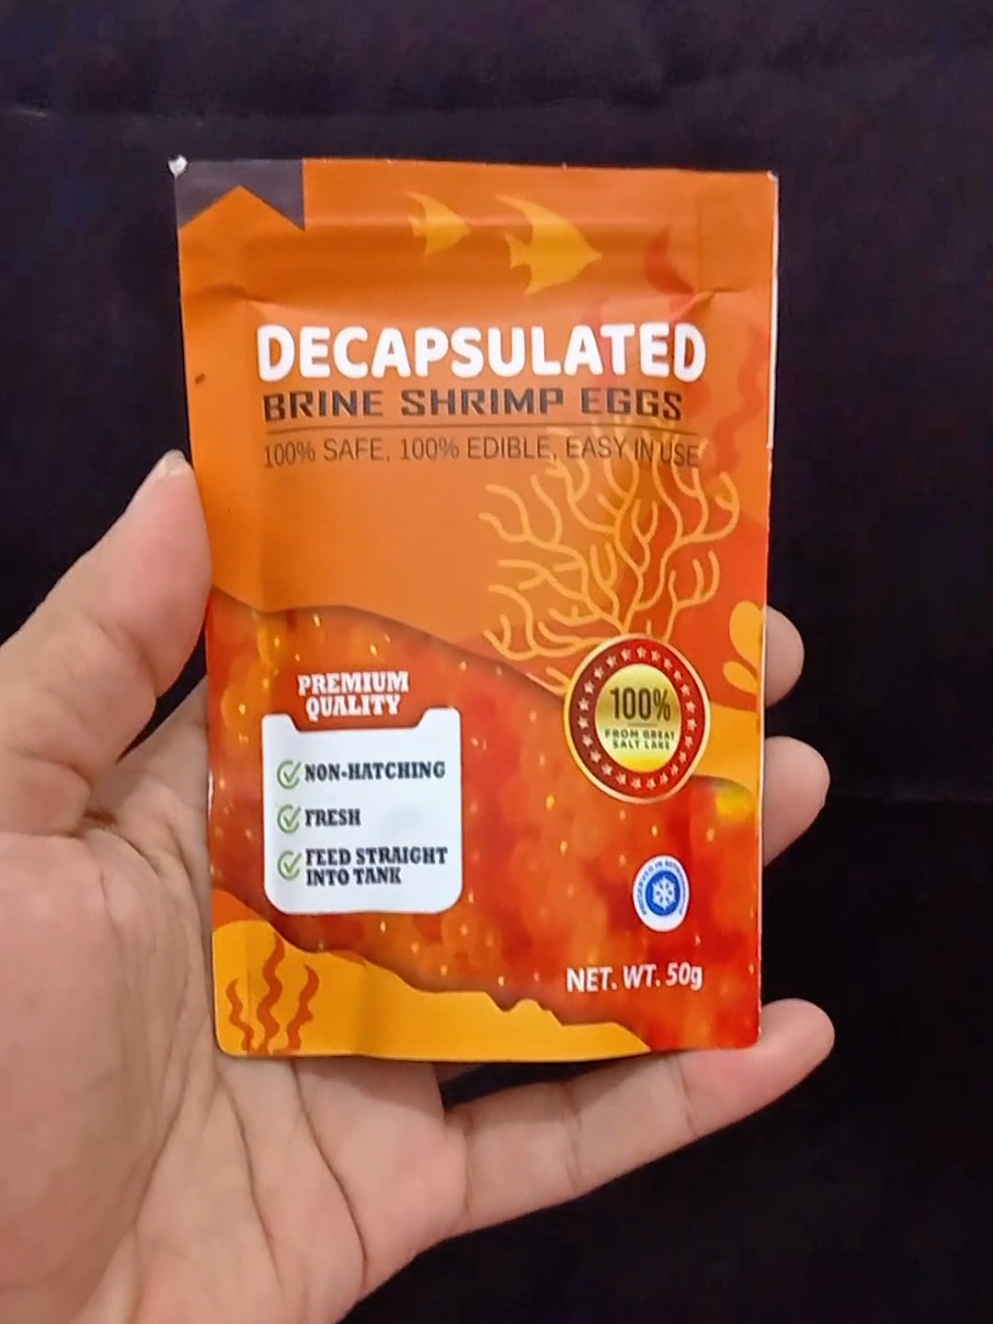 DECAPSULATED
BRINE SHRIMP EGGS
100% SAFE, 100% EDIBLE, EASY IN USE
PREMIUM
QUALITY
NON-HATCHING
FRESH
FEED STRAIGHT
INTO TANK
100%
FROM GREAT
SALT LAKE
NET. WT. 50g